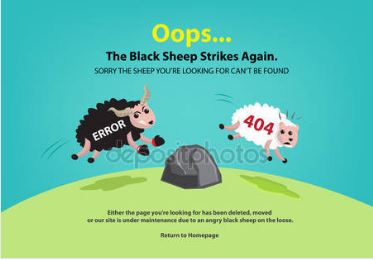 Oops...
The Black Sheep Strikes Again.
SORRY THE SHEEP YOU'RE LOOKING FOR CAN'T BE FOUND
ERROR
404
depositphotos
Either the page you're looking for has been deleted, moved
or our site is under maintenance due to an angry black sheep on the loose.
Return to Homepage